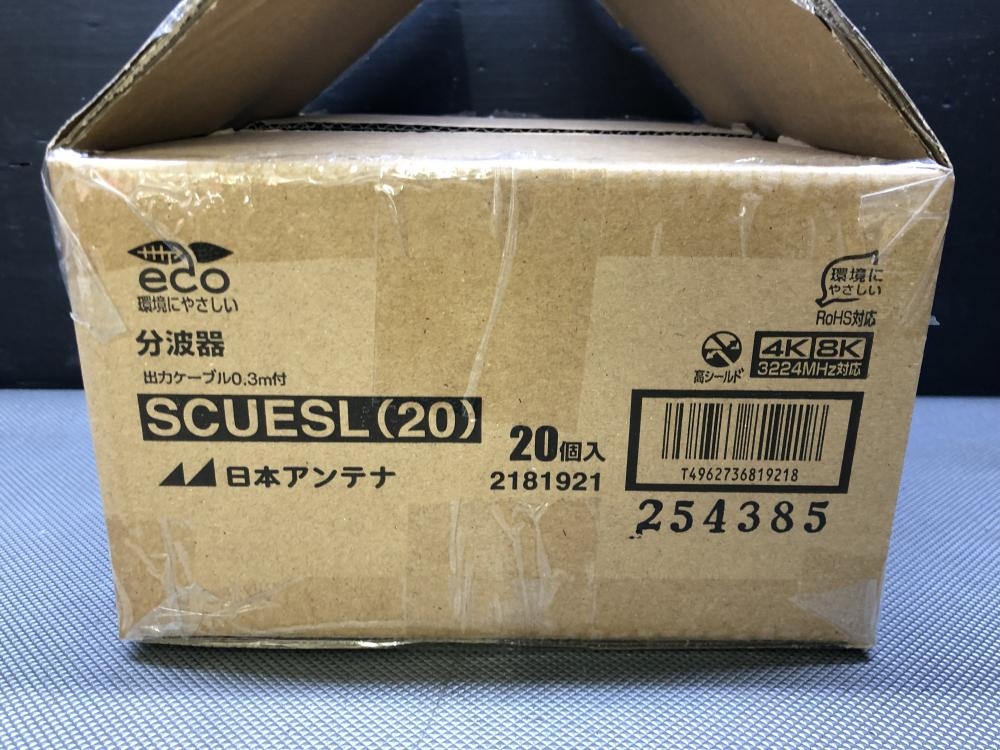 eco
環境にやさしい
分波器
出力ケーブル0.3m付
SCUESL(20)
日本アンテナ
20個入
2181921
環境に
やさしい
RoHS対応
高シールド
4K 8K
3224MHz対応
T4962736819218
254385